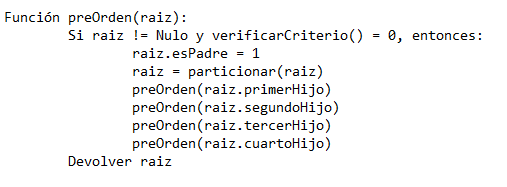 Función preOrden(raiz):
Si raiz != Nulo y verificarCriterio() = 0, entonces:
raiz.esPadre = 1
raiz = particionar(raiz)
preOrden(raiz.primerHijo)
preOrden(raiz.segundoHijo)
preOrden(raiz.tercerHijo)
preOrden(raiz.cuartoHijo)
Devolver raiz